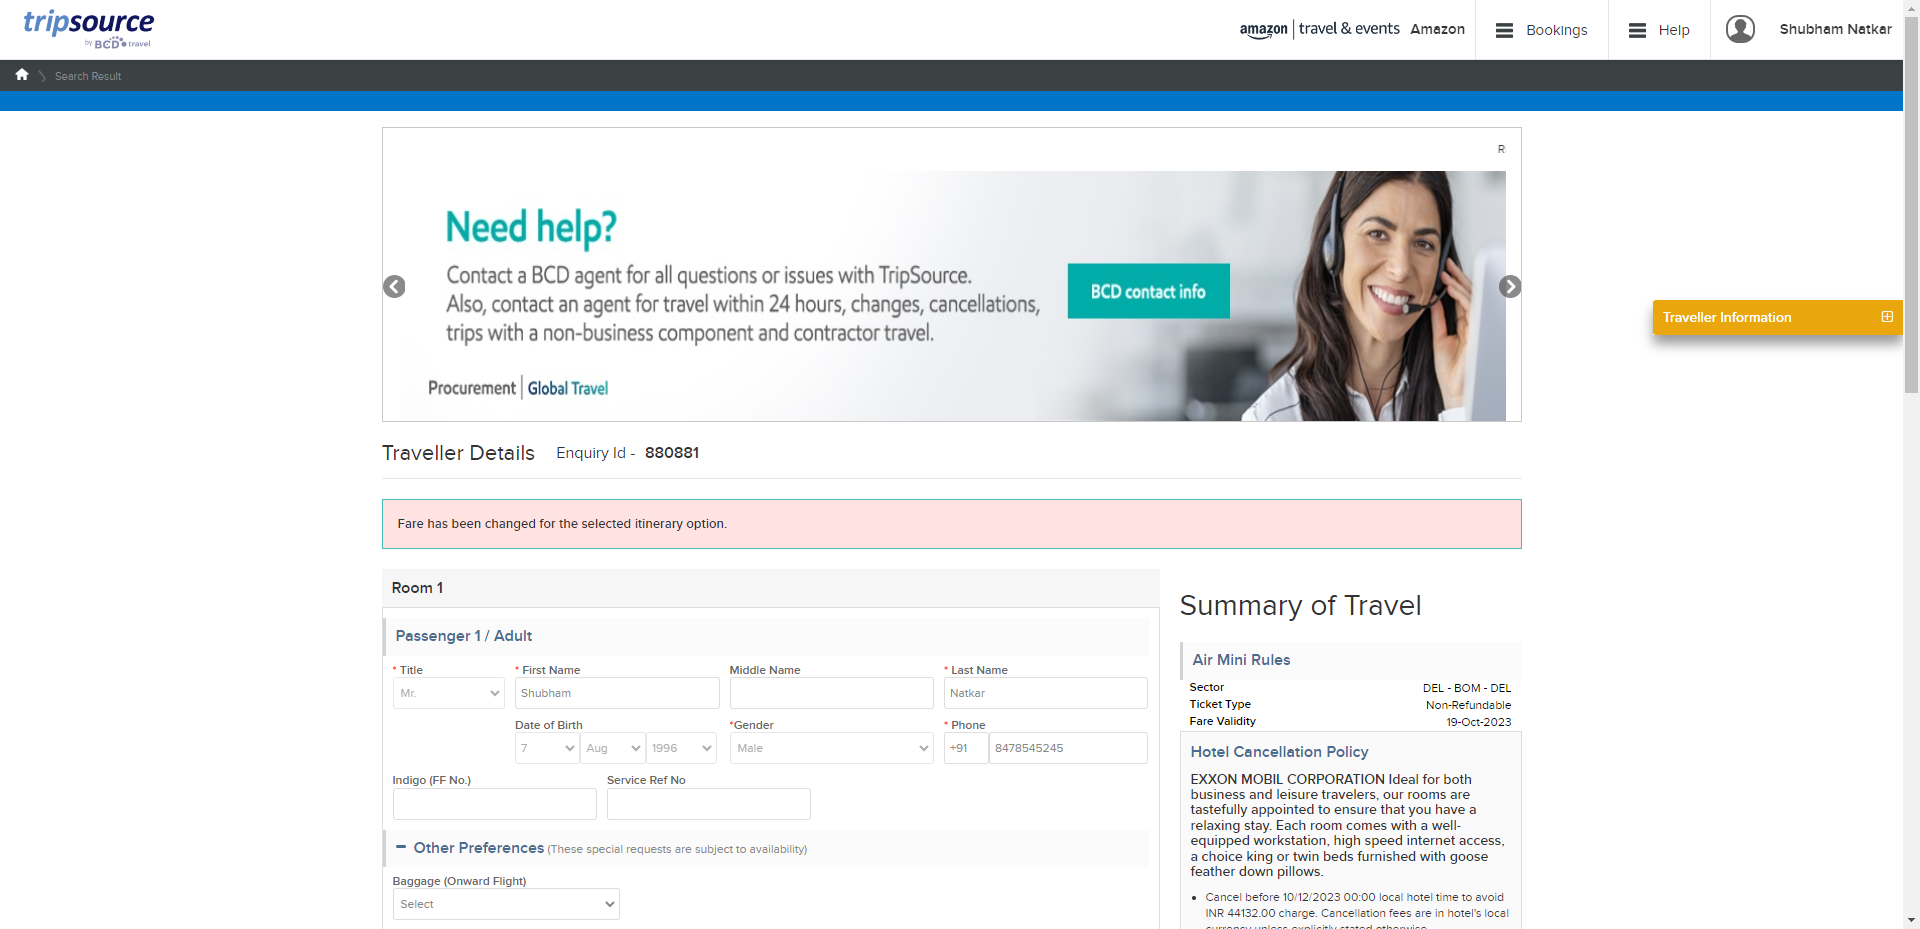 tripsource
by BCD travel
amazon | travel & events Amazon
Bookings
Help
Shubham Natkar
Search Result
R
Need help?
Contact a BCD agent for all questions or issues with TripSource.
Also, contact an agent for travel within 24 hours, changes, cancellations,
trips with a non-business component and contractor travel.
BCD contact info
Procurement | Global Travel
Traveller Information
Traveller Details Enquiry Id - 880881
Fare has been changed for the selected itinerary option.
Room 1
Passenger 1 / Adult
* Title * First Name Middle Name * Last Name
Mr. Shubham Natkar
Date of Birth *Gender * Phone
7 Aug 1996 Male +91 8478545245
Indigo (FF No.) Service Ref No
Other Preferences (These special requests are subject to availability)
Baggage (Onward Flight)
Select
Summary of Travel
Air Mini Rules
Sector DEL - BOM - DEL
Ticket Type Non-Refundable
Fare Validity 19-Oct-2023
Hotel Cancellation Policy
EXXON MOBIL CORPORATION Ideal for both
business and leisure travelers, our rooms are
tastefully appointed to ensure that you have a
relaxing stay. Each room comes with a well-
equipped workstation, high speed internet access,
a choice king or twin beds furnished with goose
feather down pillows.
• Cancel before 10/12/2023 00:00 local hotel time to avoid
INR 44132.00 charge. Cancellation fees are in hotel's local
currency unless explicitly stated otherwise